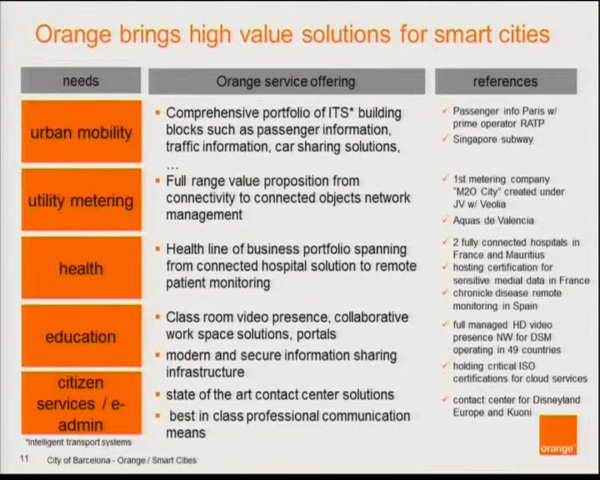 Orange brings high value solutions for smart cities
needs
Orange service offering
references
urban mobility
Comprehensive portfolio of ITS* building
blocks such as passenger information,
traffic information, car sharing solutions,
…
Passenger info Paris w/
prime operator RATP
Singapore subway
utility metering
Full range value proposition from
connectivity to connected objects network
management
1st metering company
"M2O City" created under
JV w/ Veolia
Aquas de Valencia
health
Health line of business portfolio spanning
from connected hospital solution to remote
patient monitoring
2 fully connected hospitals in
France and Mauritius
hosting certification for
sensitive medial data in France
chronicle disease remote
monitoring in Spain
education
Class room video presence, collaborative
work space solutions, portals
modern and secure information sharing
infrastructure
full managed HD video
presence NW for DSM
operating in 49 countries
holding critical ISO
certifications for cloud services
citizen
services / e-
admin
state of the art contact center solutions
best in class professional communication
means
contact center for Disneyland
Europe and Kuoni
*Intelligent transport systems
11 City of Barcelona - Orange / Smart Cities
orange™